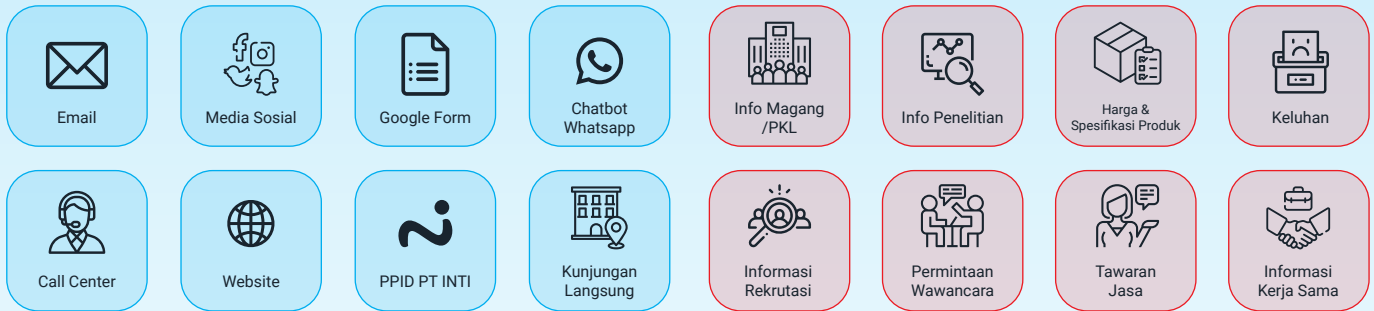 Email
Media Sosial
Google Form
Chatbot
Whatsapp
Info Magang
/PKL
Info Penelitian
Harga &
Spesifikasi Produk
Keluhan
Call Center
Website
PPID PT INTI
Kunjungan
Langsung
Informasi
Rekrutasi
Permintaan
Wawancara
Tawaran
Jasa
Informasi
Kerja Sama